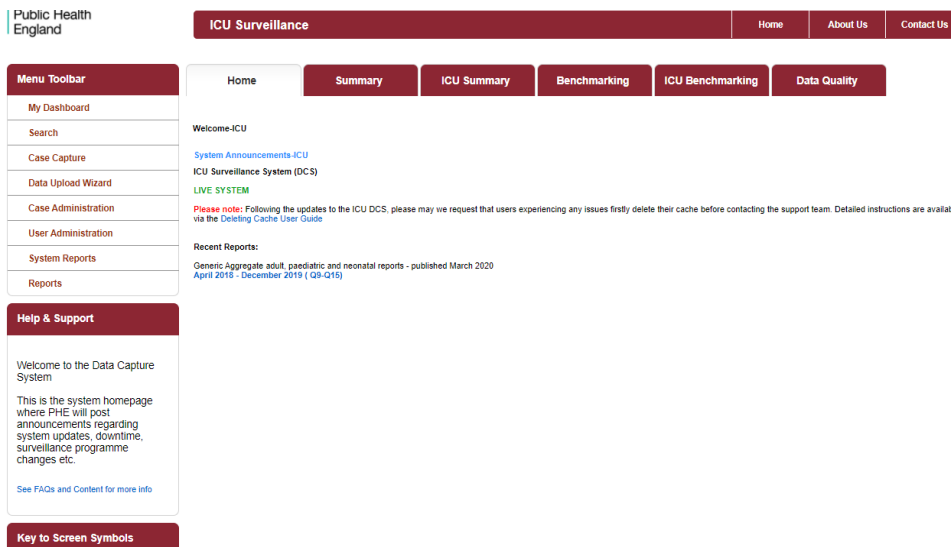 Public Health
England
ICU Surveillance
Home
About Us
Contact Us
Menu Toolbar
My Dashboard
Search
Case Capture
Data Upload Wizard
Case Administration
User Administration
System Reports
Reports
Help & Support
Welcome to the Data Capture
System
This is the system homepage
where PHE will post
announcements regarding
system updates, downtime,
surveillance programme
changes etc.
See FAQs and Content for more info
Key to Screen Symbols
Home
Summary
ICU Summary
Benchmarking
ICU Benchmarking
Data Quality
Welcome-ICU
System Announcements-ICU
ICU Surveillance System (DCS)
LIVE SYSTEM
Please note: Following the updates to the ICU DCS, please may we request that users experiencing any issues firstly delete their cache before contacting the support team. Detailed instructions are
via the Deleting Cache User Guide
Recent Reports:
Generic Aggregate adult, paediatric and neonatal reports - published March 2020
April 2018 - December 2019 ( Q9-Q15)